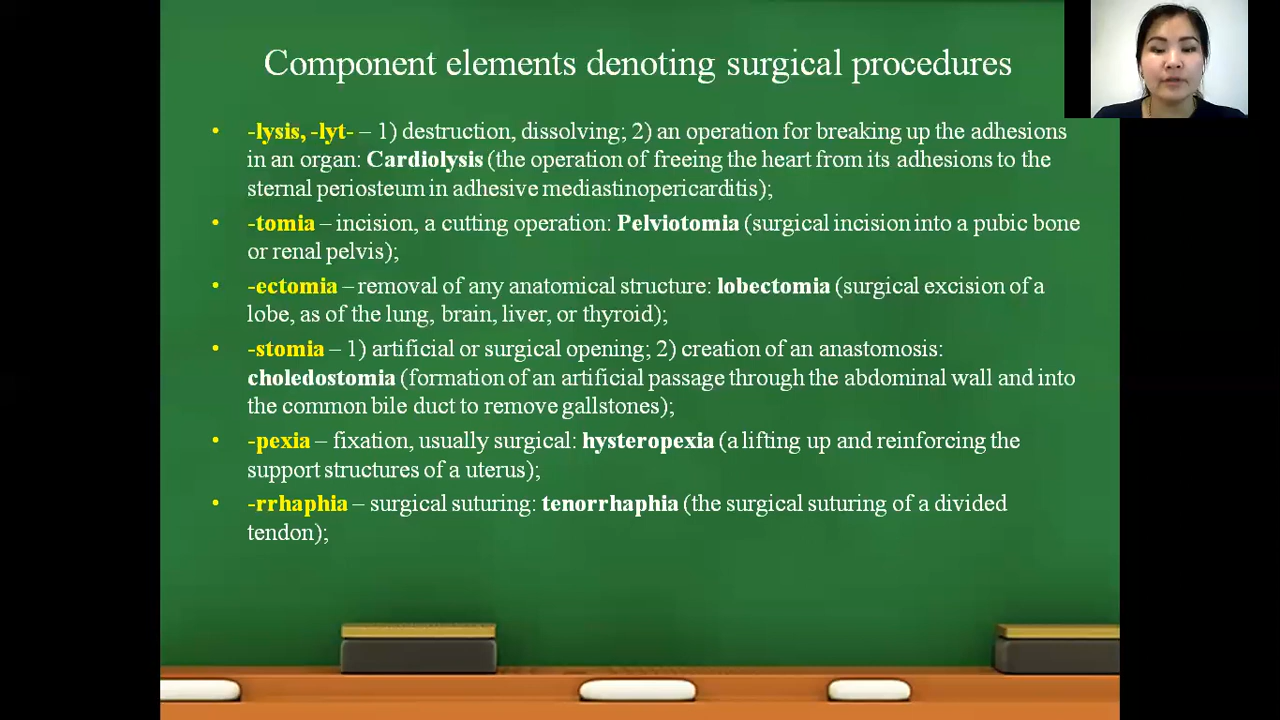 Component elements denoting surgical procedures
• -lysis, -lyt- – 1) destruction, dissolving; 2) an operation for breaking up the adhesions
in an organ: Cardiolysis (the operation of freeing the heart from its adhesions to the
sternal periosteum in adhesive mediastinopericarditis);
• -tomia – incision, a cutting operation: Pelviotomia (surgical incision into a pubic bone
or renal pelvis);
• -ectomia – removal of any anatomical structure: lobectomia (surgical excision of a
lobe, as of the lung, brain, liver, or thyroid);
• -stomia – 1) artificial or surgical opening; 2) creation of an anastomosis:
choledostomia (formation of an artificial passage through the abdominal wall and into
the common bile duct to remove gallstones);
• -pexia – fixation, usually surgical: hysteropexia (a lifting up and reinforcing the
support structures of a uterus);
• -rrhaphia – surgical suturing: tenorrhaphia (the surgical suturing of a divided
tendon);